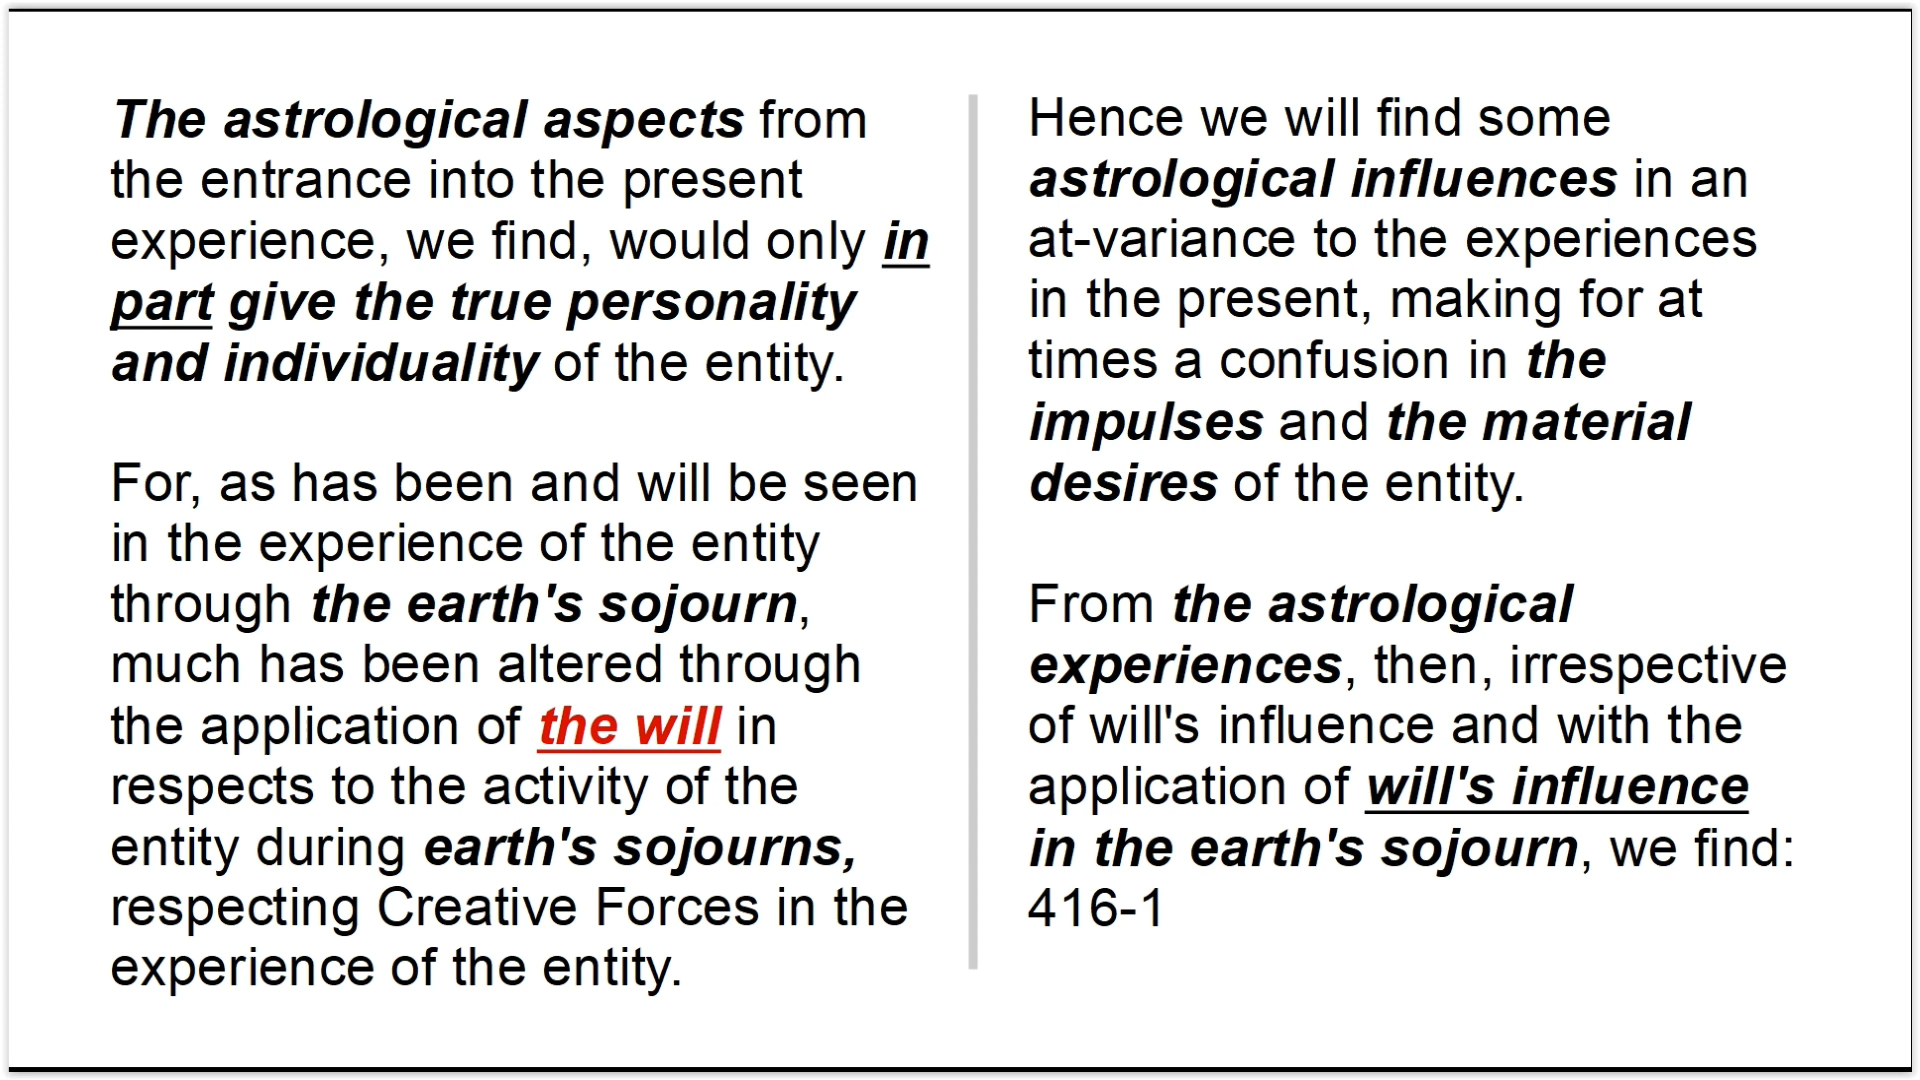 The astrological aspects from
the entrance into the present
experience, we find, would only in
part give the true personality
and individuality of the entity.
For, as has been and will be seen
in the experience of the entity
through the earth's sojourn,
much has been altered through
the application of the will in
respects to the activity of the
entity during earth's sojourns,
respecting Creative Forces in the
experience of the entity.
Hence we will find some
astrological influences in an
at-variance to the experiences
in the present, making for at
times a confusion in the
impulses and the material
desires of the entity.
From the astrological
experiences, then, irrespective
of will's influence and with the
application of will's influence
in the earth's sojourn, we find:
416-1